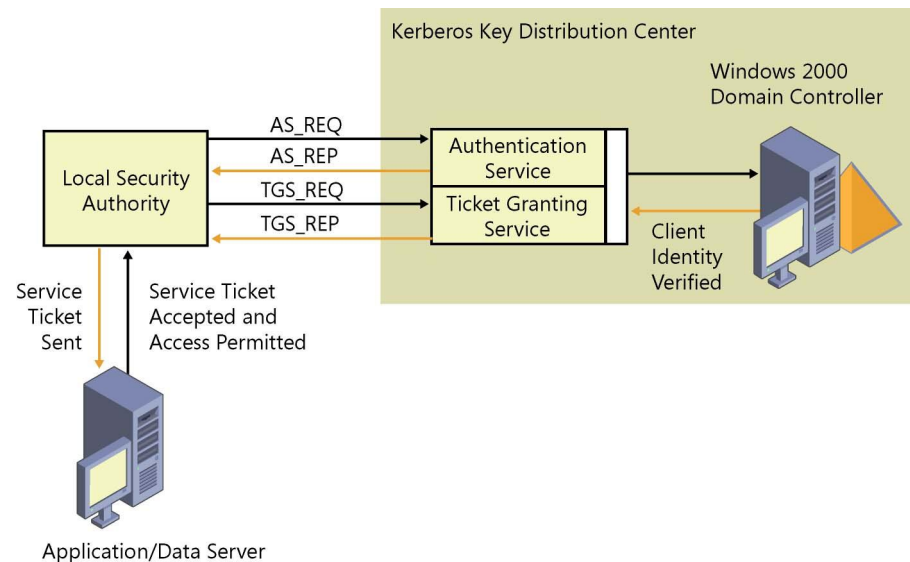 Kerberos Key Distribution Center
Windows 2000
Domain Controller
AS_REQ
AS_REP
TGS_REQ
TGS_REP
Local Security
Authority
Authentication
Service
Ticket Granting
Service
Client
Identity
Verified
Service
Ticket
Sent
Service Ticket
Accepted and
Access Permitted
Application/Data Server